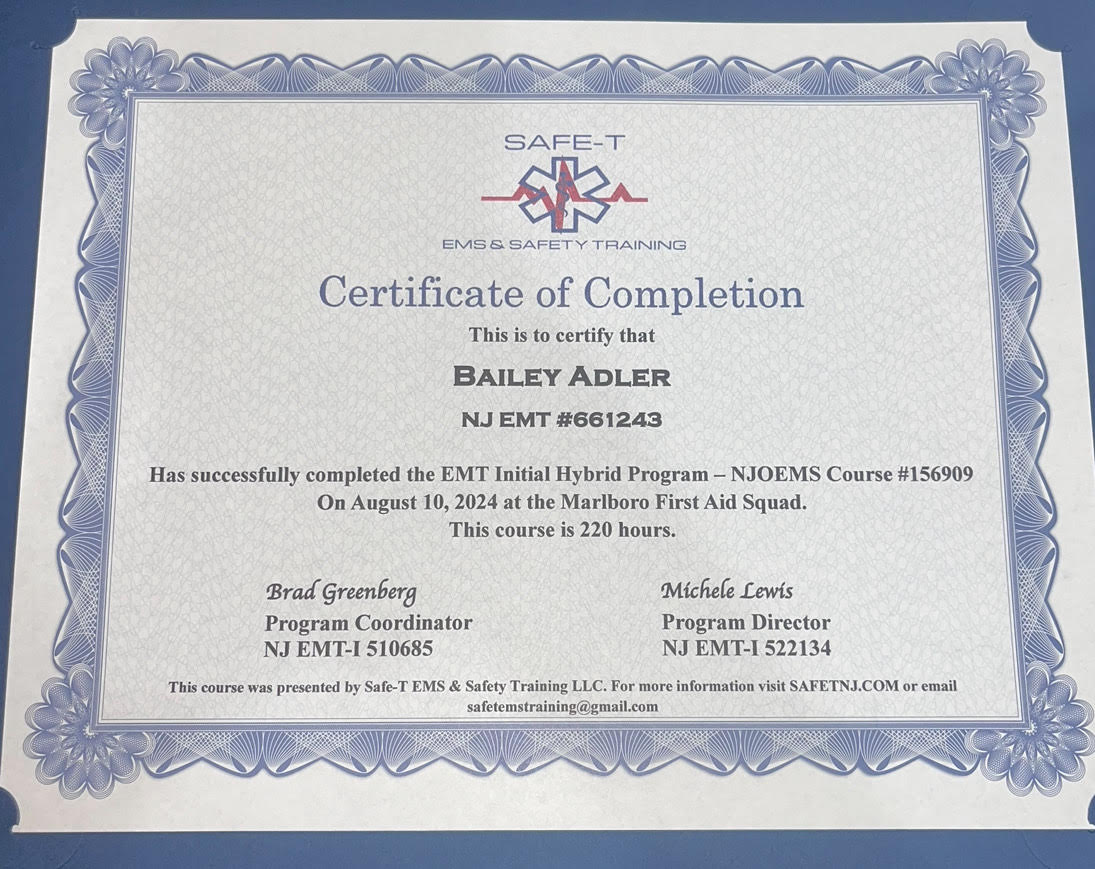 SAFE-T
EMS & SAFETY TRAINING
Certificate of Completion
This is to certify that
BAILEY ADLER
NJ EMT #661243
Has successfully completed the EMT Initial Hybrid Program – NJOEMS Course #156909
On August 10, 2024 at the Marlboro First Aid Squad.
This course is 220 hours.
Brad Greenberg
Program Coordinator
NJ EMT-I 510685
Michele Lewis
Program Director
NJ EMT-I 522134
This course was presented by Safe-T EMS & Safety Training LLC. For more information visit SAFETNJ.COM or email
safetemstraining@gmail.com